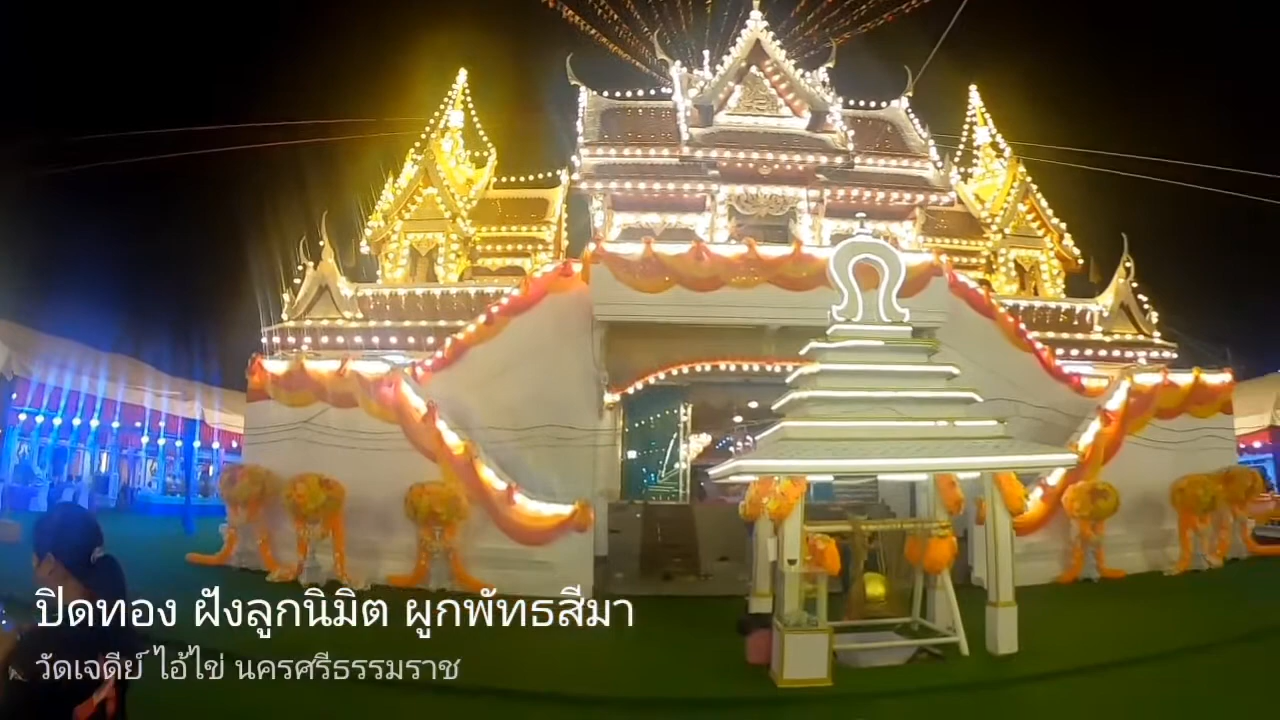 ปิดทอง ฝังลูกนิมิต ผูกพัทธสีมา
วัดเจดีย์ ไอ้ไข่ นครศรีธรรมราช